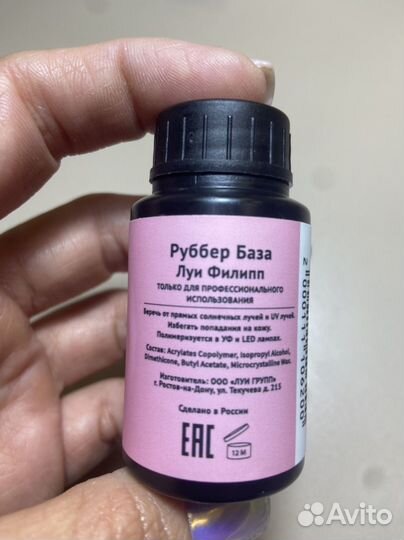 Руббер База
Луи Филипп
ТОЛЬКО ДЛЯ ПРОФЕССИОНАЛЬНОГО
ИСПОЛЬЗОВАНИЯ
Беречь от прямых солнечных лучей и UV лучей.
Избегать попадания на кожу.
Полимеризуется в УФ и LED лампах.
Состав: Acrylates Copolymer, Isopropyl Alcohol,
Dimethicone, Butyl Acetate, Microcrystalline Wax.
Изготовитель: ООО «ЛУИ ГРУПП»
г. Ростов-на-Дону, ул. Текучева д. 215
Сделано в России
EAC
12 M
Avito